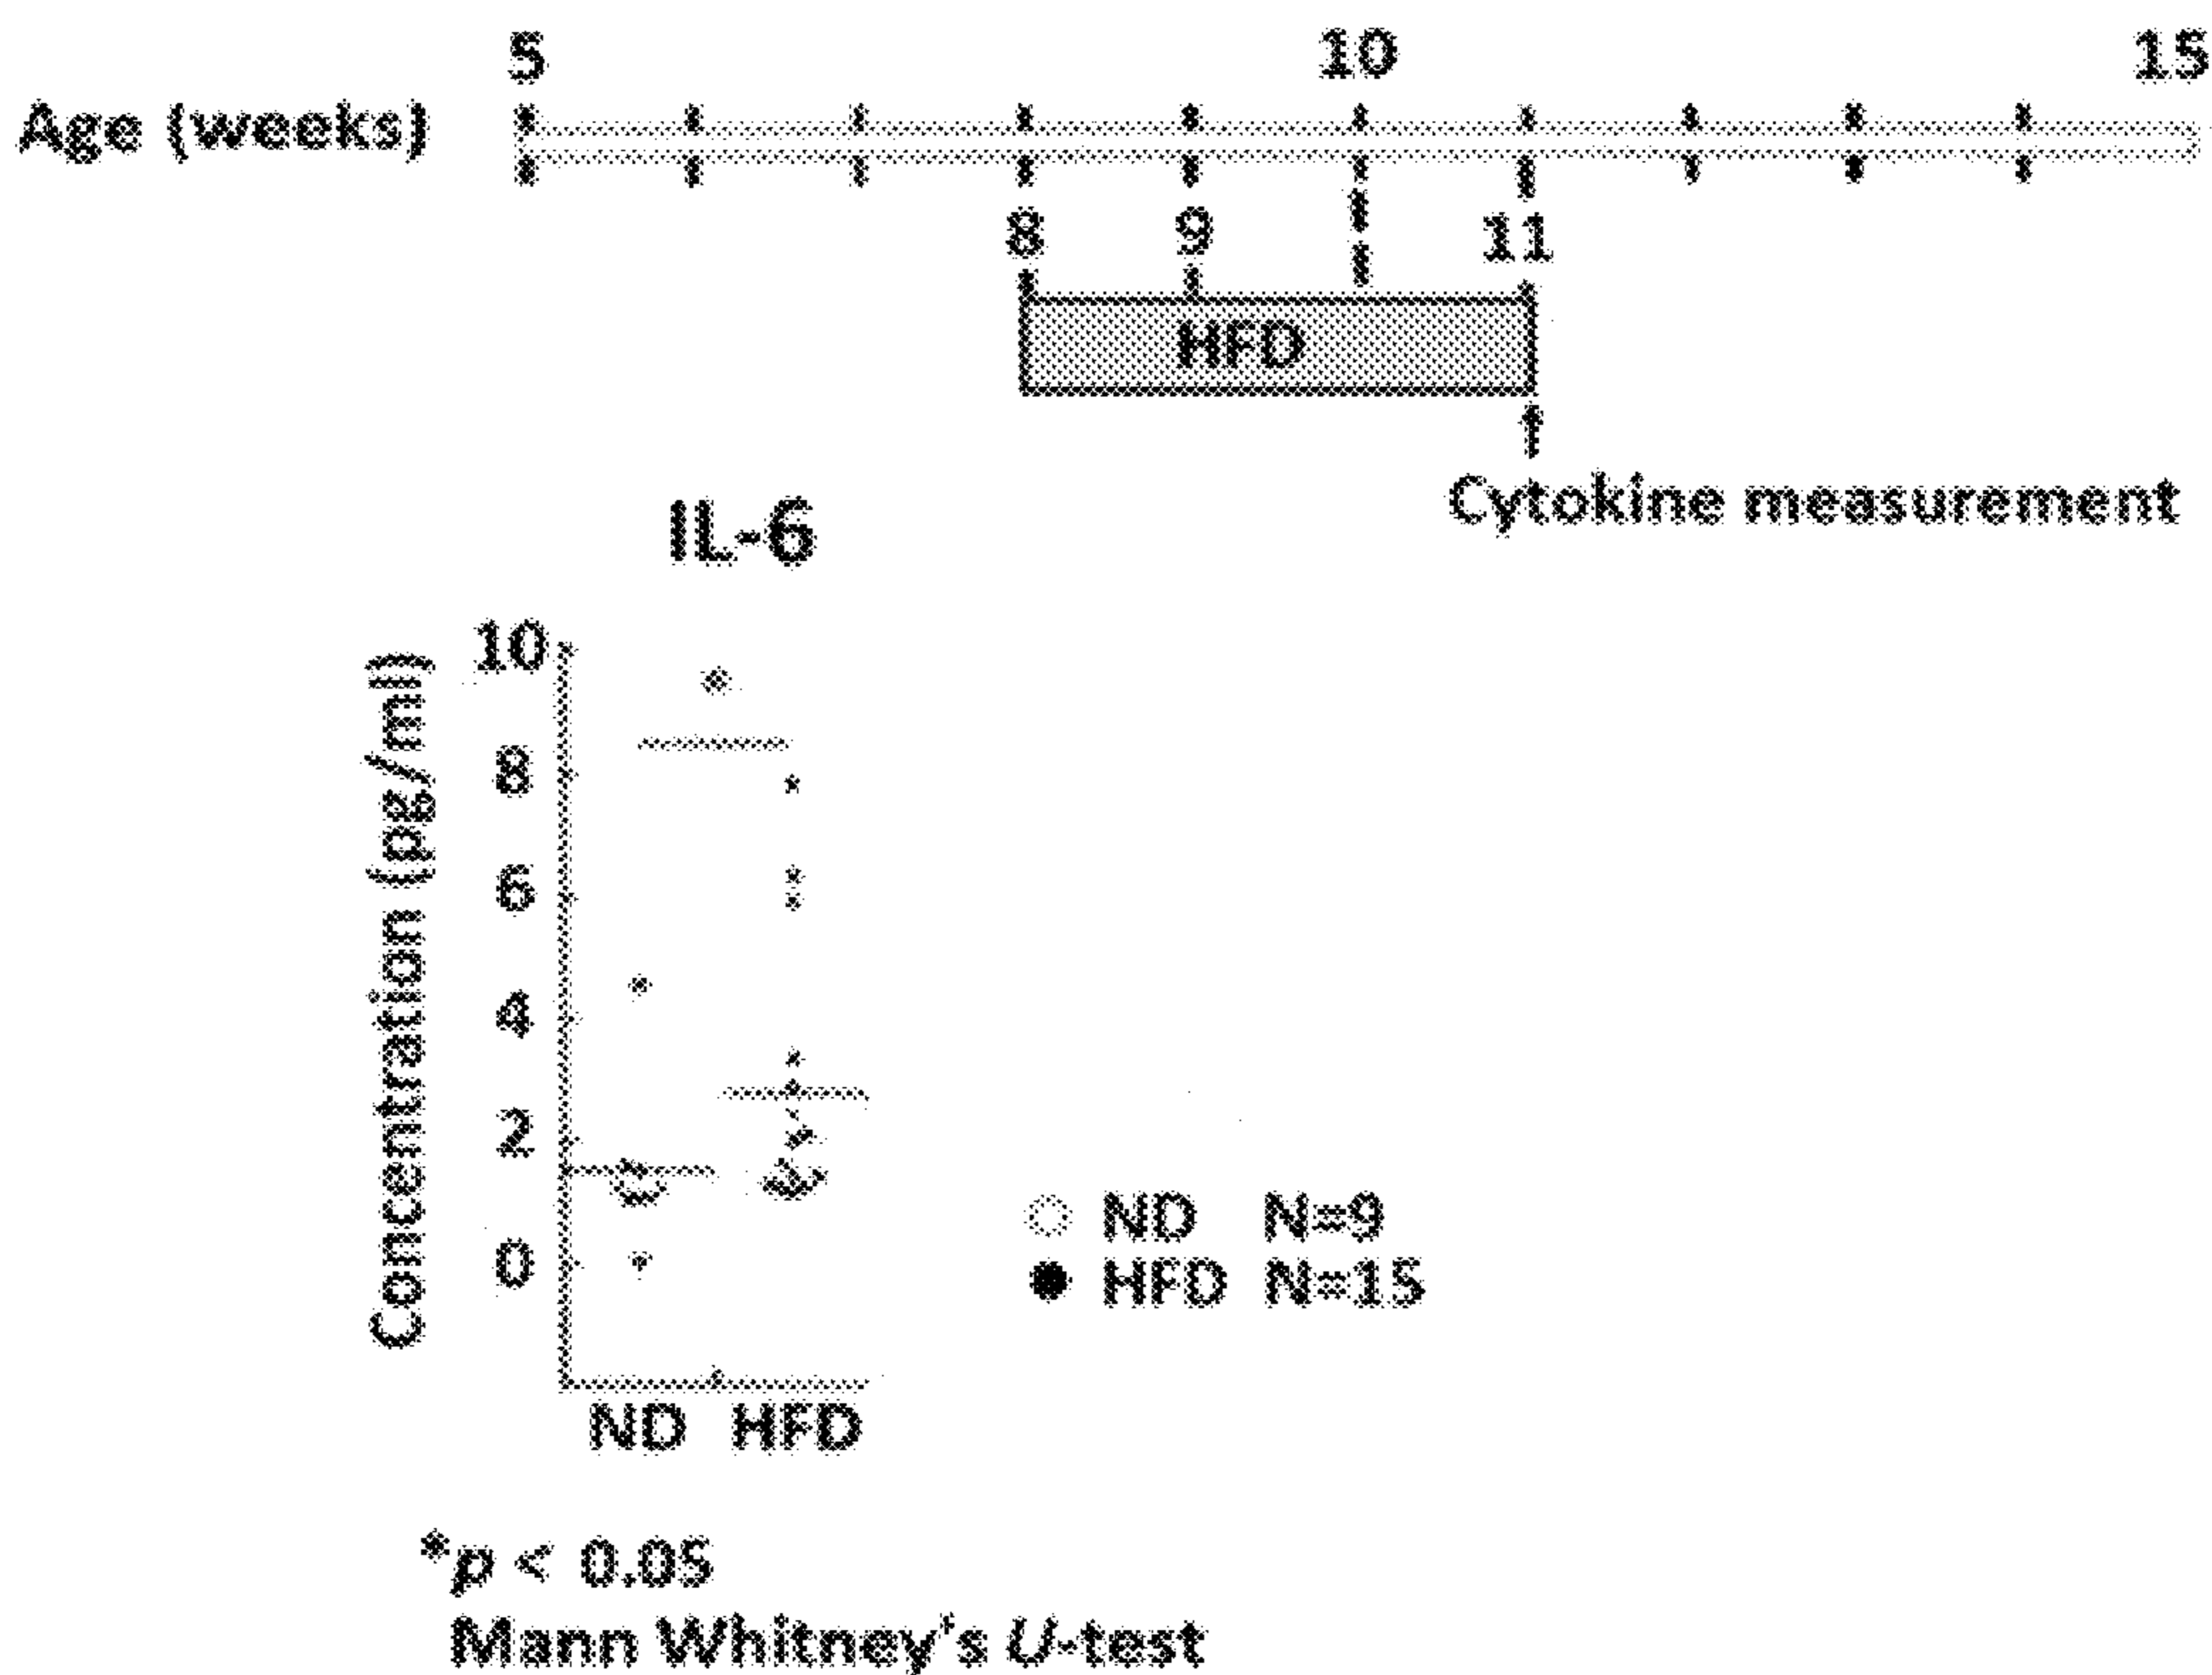 5 10 15
Age (weeks)
8 9 11
HFD
Cytokine measurement
IL-6
Concentration (pg/ml)
10
*
8
6
4
2
0
ND HFD
ND N=9
HFD N=15
*p < 0.05
Mann Whitney's U-test